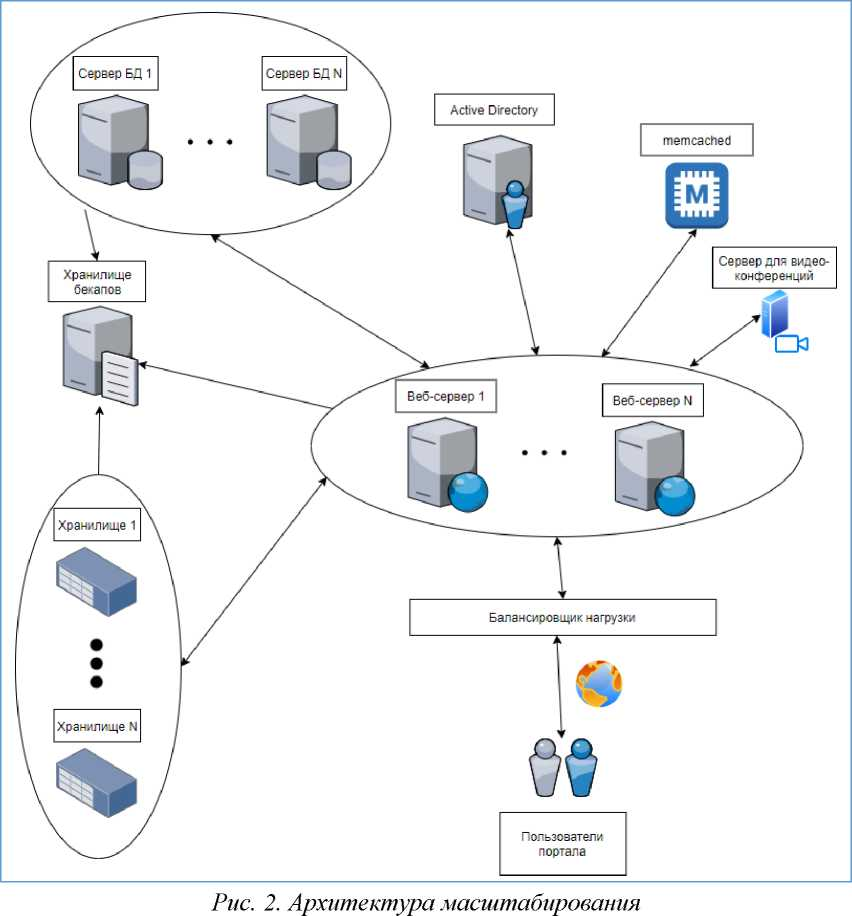 Сервер БД 1
Сервер БД N
Active Directory
memcached
M
Сервер для видео-
конференций
Хранилище
бекапов
Веб-сервер 1
Веб-сервер N
Хранилище 1
Балансировщик нагрузки
Хранилище N
Пользователи
портала
Рис. 2. Архитектура масштабирования